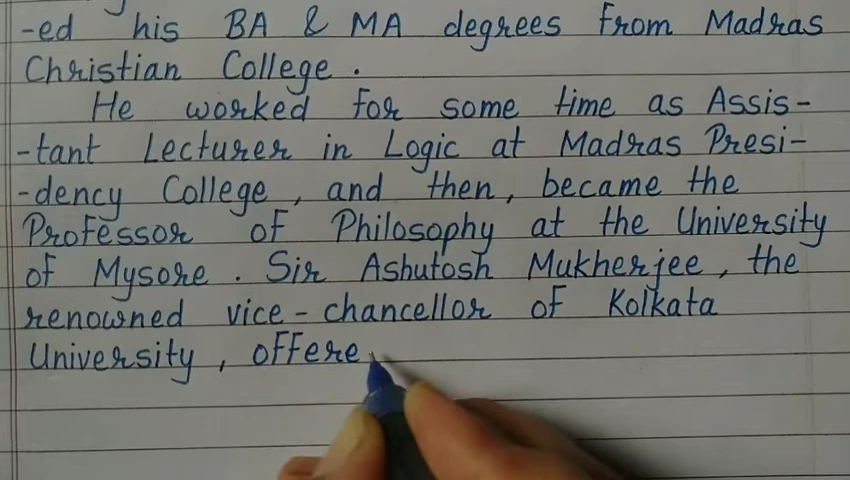 -ed his BA & MA degrees from Madras
Christian College.
He worked for some time as Assis-
-tant Lecturer in Logic at Madras Presi-
-dency College, and then, became the
Professor of Philosophy at the University
of Mysore. Sir Ashutosh Mukherjee, the
renowned vice-chancellor of Kolkata
University, offere